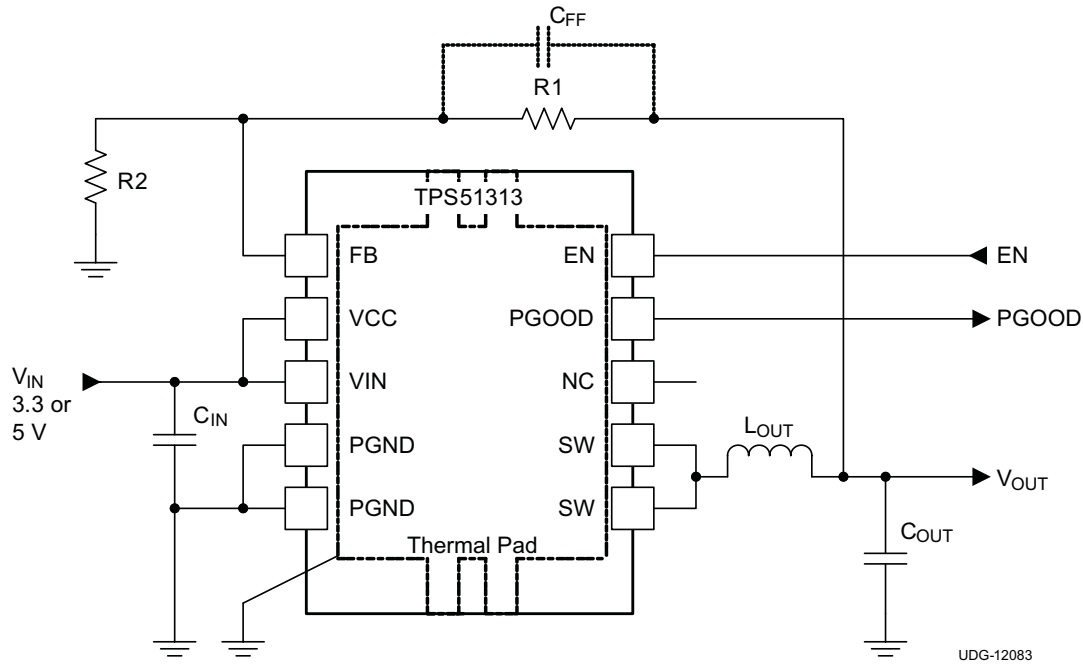 CFF
R1
R2
TPS51313
FB
EN
EN
VCC
PGOOD
PGOOD
VIN
3.3 or
5 V
VIN
NC
CIN
PGND
SW
LOUT
PGND
SW
VOUT
COUT
Thermal Pad
UDG-12083